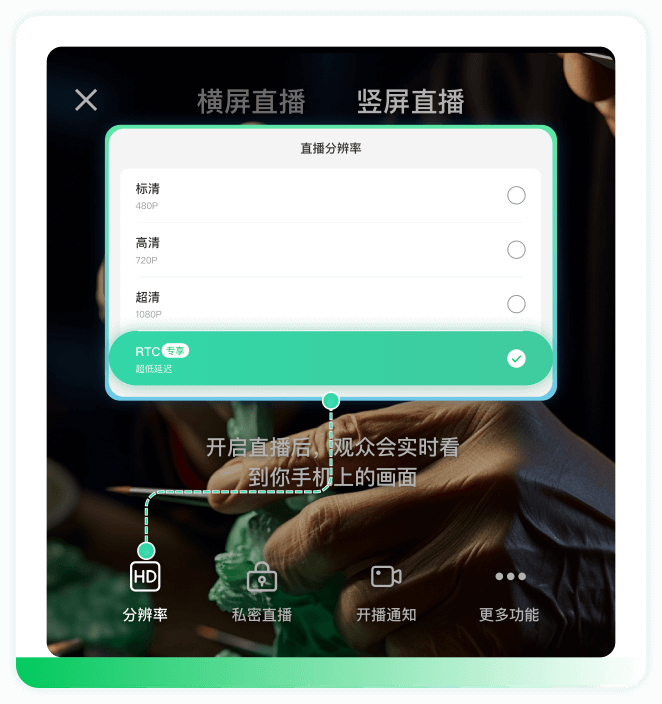 横屏直播 竖屏直播
直播分辨率
标清
480P
高清
720P
超清
1080P
RTC 专享
超低延迟
开启直播后，观众会实时看
到你手机上的画面
HD
分辨率 私密直播 开播通知 更多功能